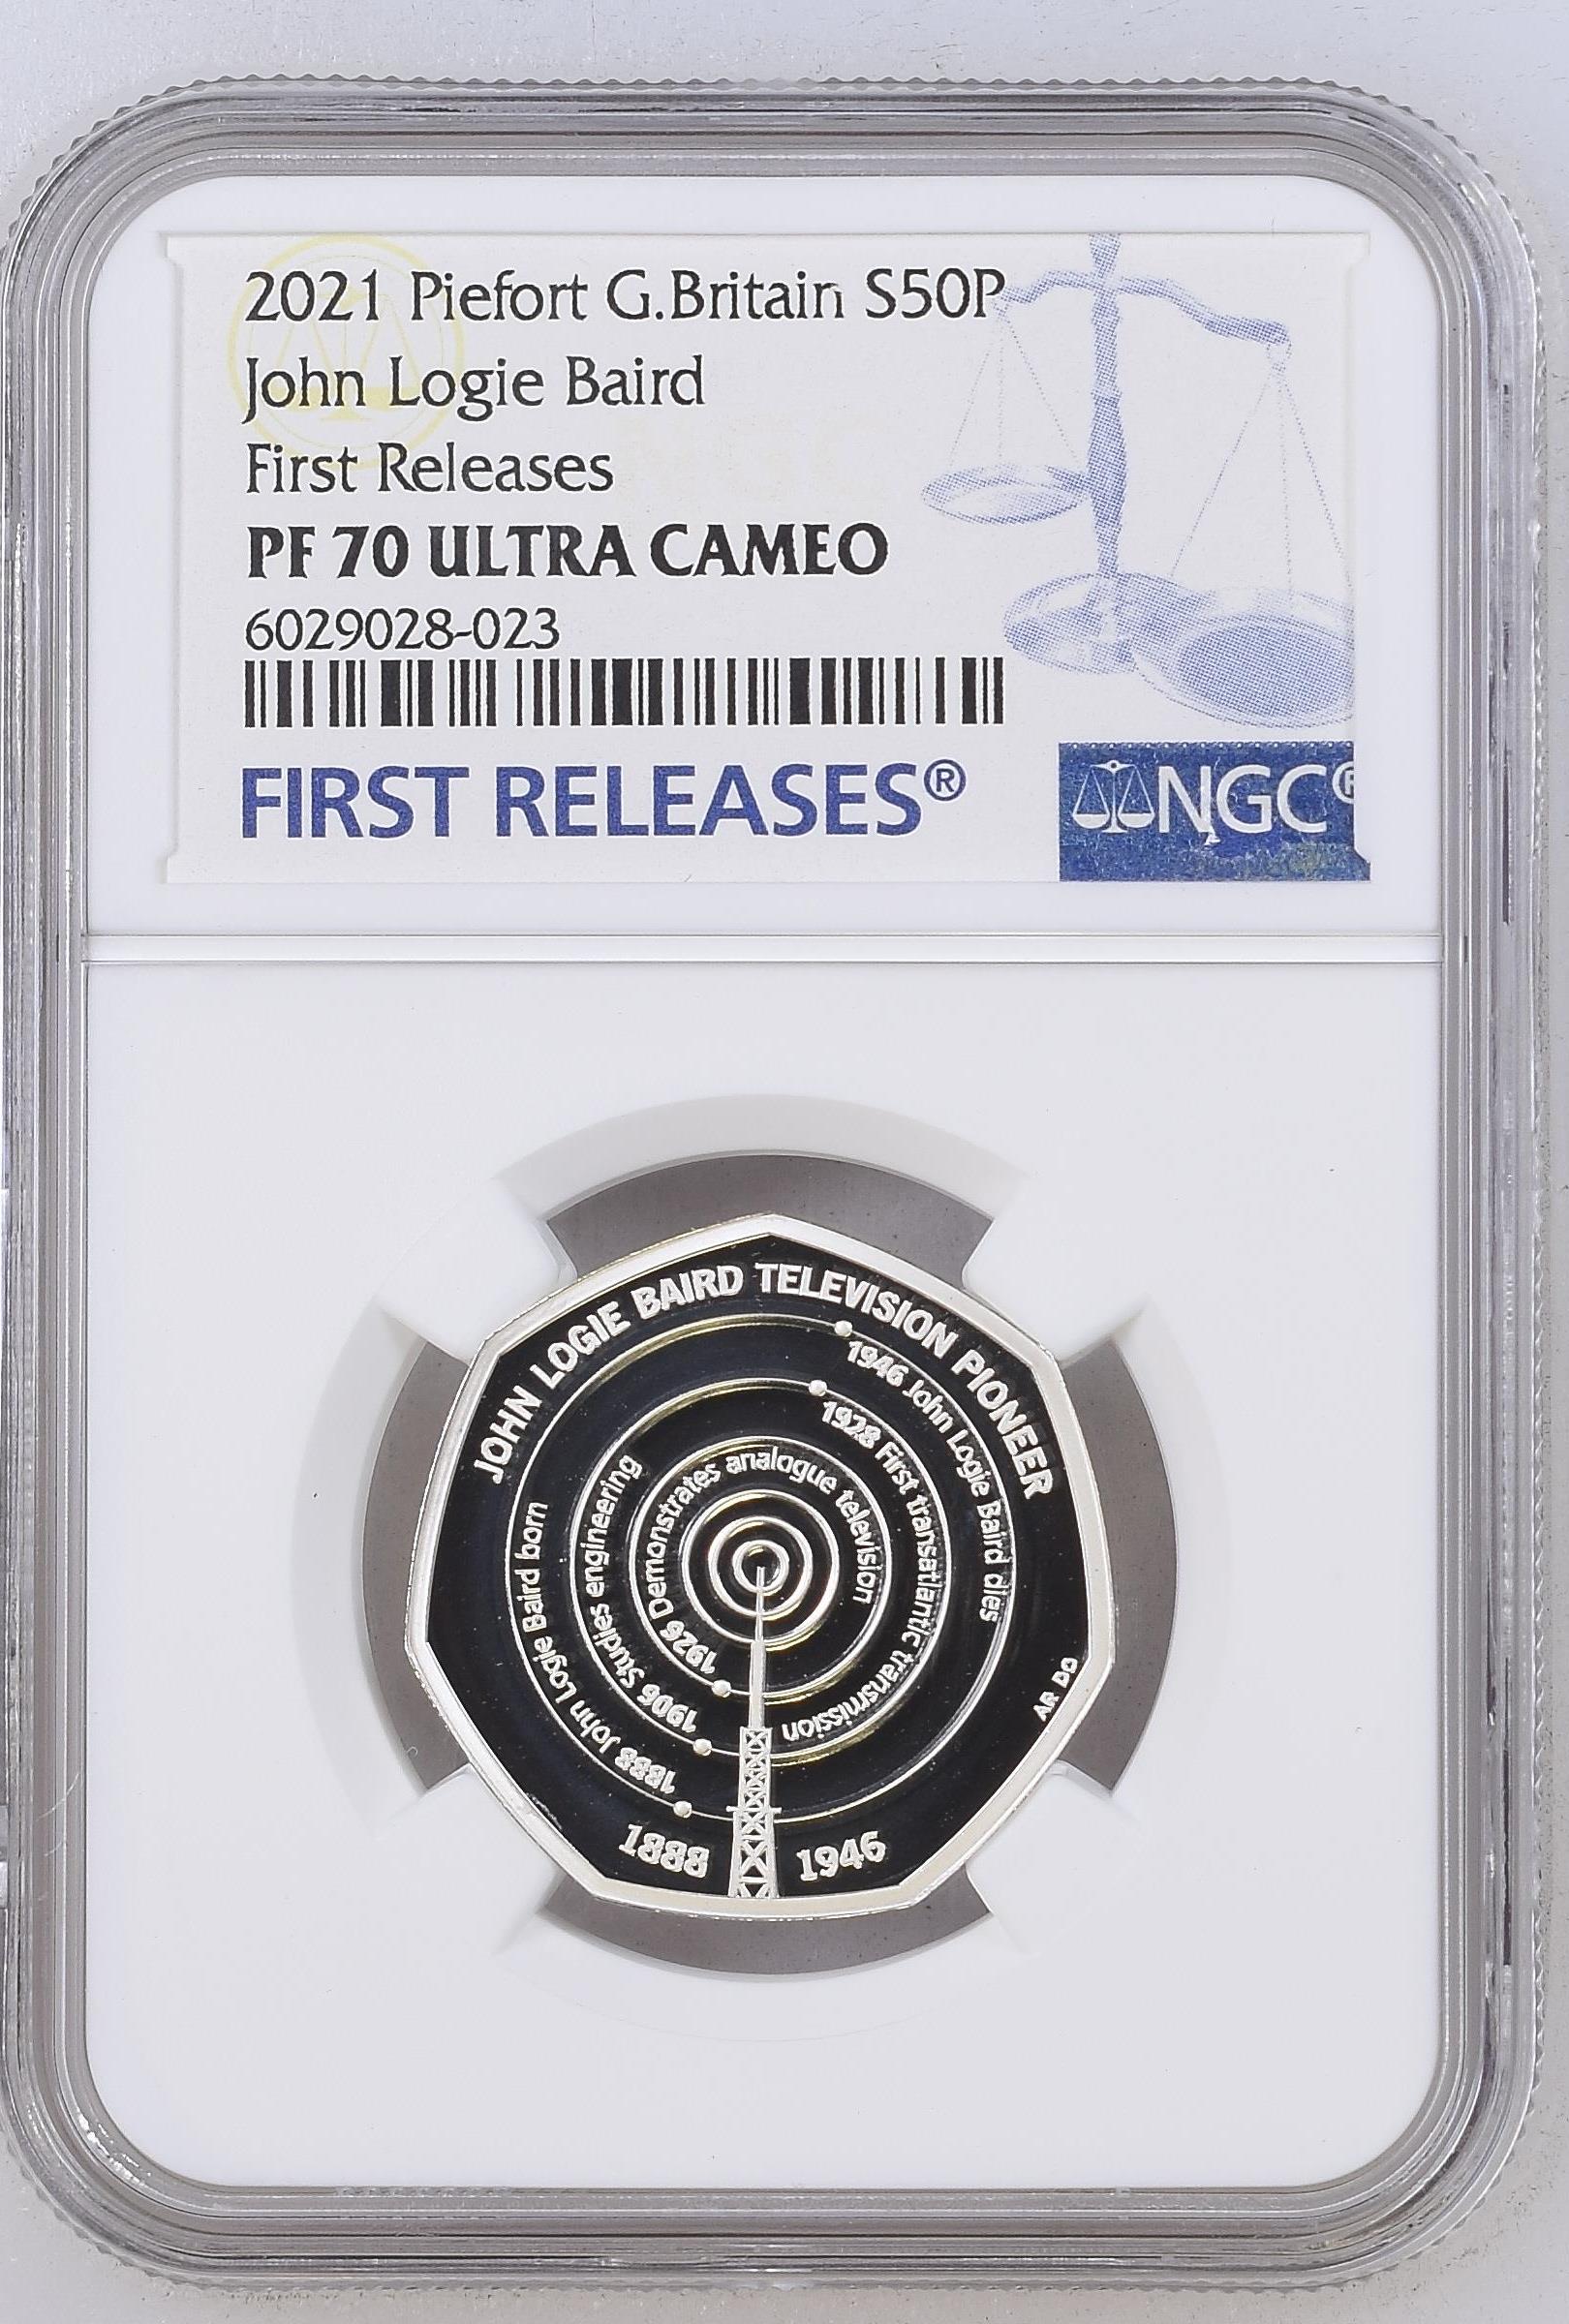 2021 Piefort G.Britain S50P
John Logie Baird
First Releases
PF 70 ULTRA CAMEO
6029028-023
FIRST RELEASES®
NGC®
JOHN LOGIE BAIRD TELEVISION PIONEER
1946 John Logie Baird dies
1928 First transatlantic transmission
1926 Demonstrates analogue television
1906 Studies engineering
1888 John Logie Baird born
AR DO
1888 1946